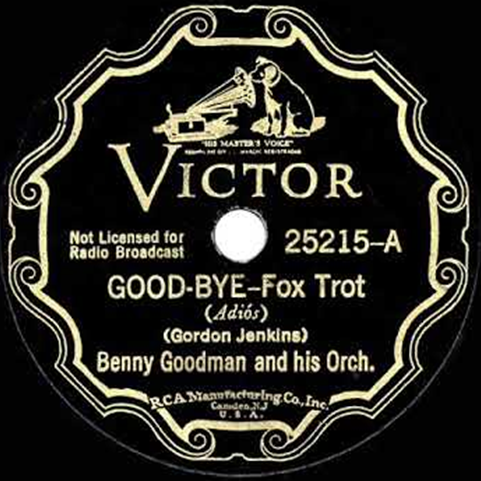 "HIS MASTER'S VOICE"
VICTOR
Not Licensed for
Radio Broadcast
25215-A
GOOD-BYE-Fox Trot
(Adiós)
(Gordon Jenkins)
Benny Goodman and his Orch.
RCA Manufacturing Co., Inc.
Camden, N.J.
U. S. A.